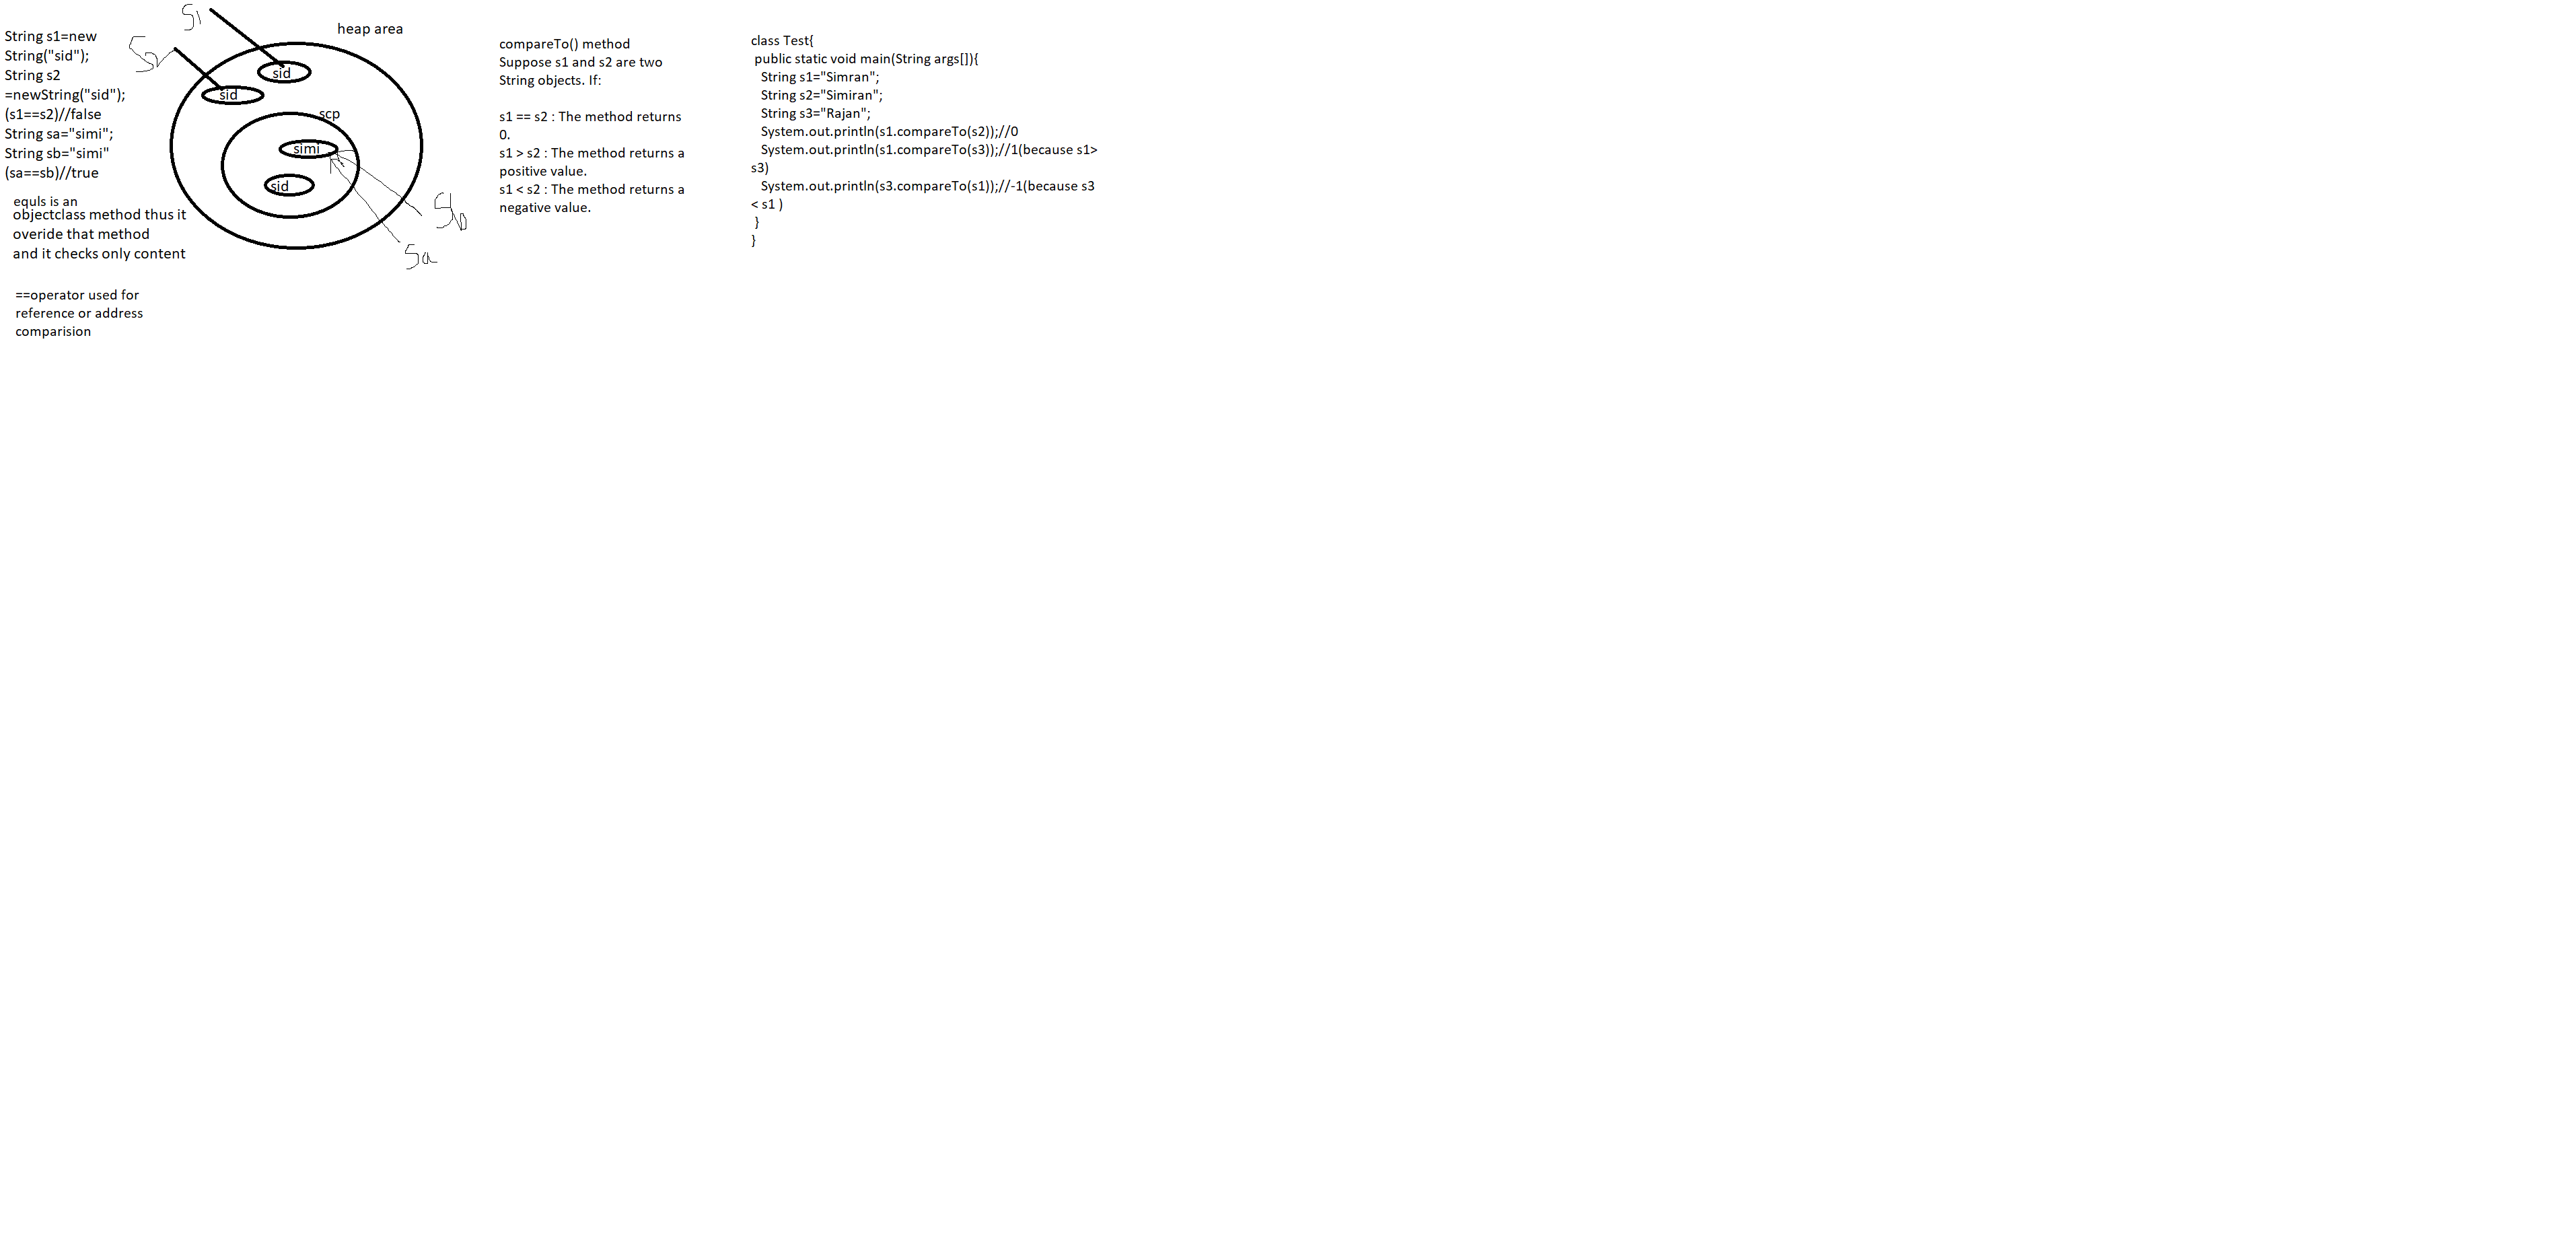 String s1=new
String("sid");
String s2
=newString("sid");
(s1==s2)//false
String sa="simi";
String sb="simi"
(sa==sb)//true
equls is an
objectclass method thus it
overide that method
and it checks only content
==operator used for
reference or address
comparision
S1
S2
heap area
sid
sid
scp
simi
sid
Sb
Sa
compareTo() method
Suppose s1 and s2 are two
String objects. If:
s1 == s2 : The method returns
0.
s1 > s2 : The method returns a
positive value.
s1 < s2 : The method returns a
negative value.
class Test{
public static void main(String args[]){
String s1="Simran";
String s2="Simiran";
String s3="Rajan";
System.out.println(s1.compareTo(s2));//0
System.out.println(s1.compareTo(s3));//1(because s1>
s3)
System.out.println(s3.compareTo(s1));//-1(because s3
< s1 )
}
}